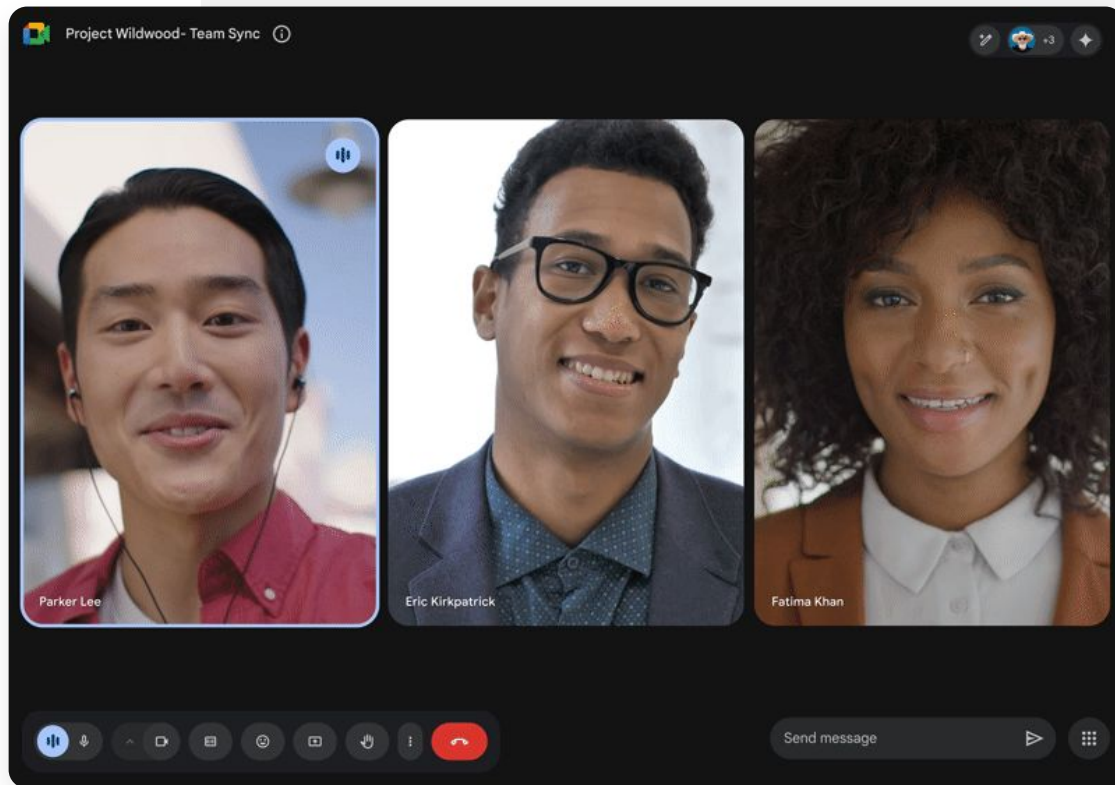 Project Wildwood- Team Sync
+3
Parker Lee
Eric Kirkpatrick
Fatima Khan
Send message